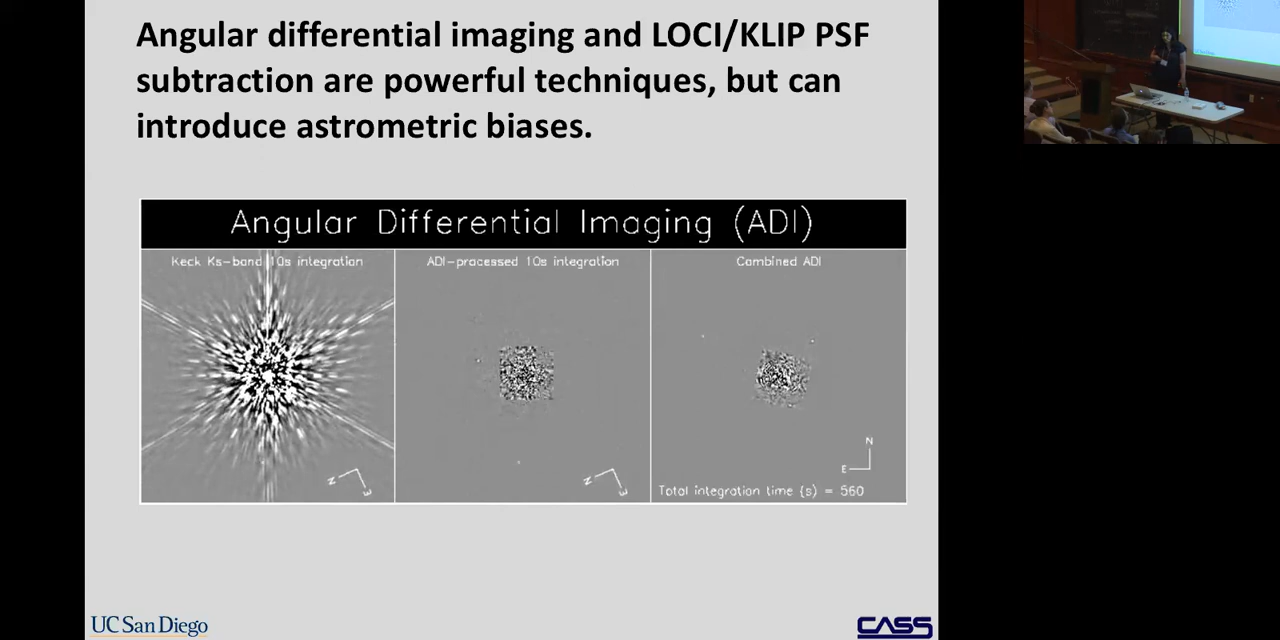 Angular differential imaging and LOCI/KLIP PSF
subtraction are powerful techniques, but can
introduce astrometric biases.
Angular Differential Imaging (ADI)
Keck Ks-band 10s integration
ADI-processed 10s integration
Combined ADI
N
E
N
E
N
E
Total integration time (s) = 560
UC San Diego
CASS